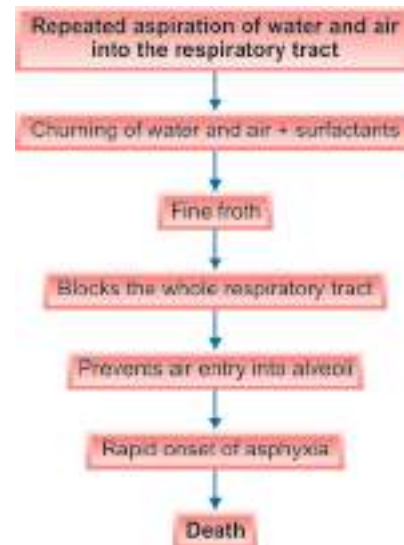 Repeated aspiration of water and air
into the respiratory tract
Churning of water and air + surfactants
Fine froth
Blocks the whole respiratory tract
Prevents air entry into alveoli
Rapid onset of asphyxia
Death